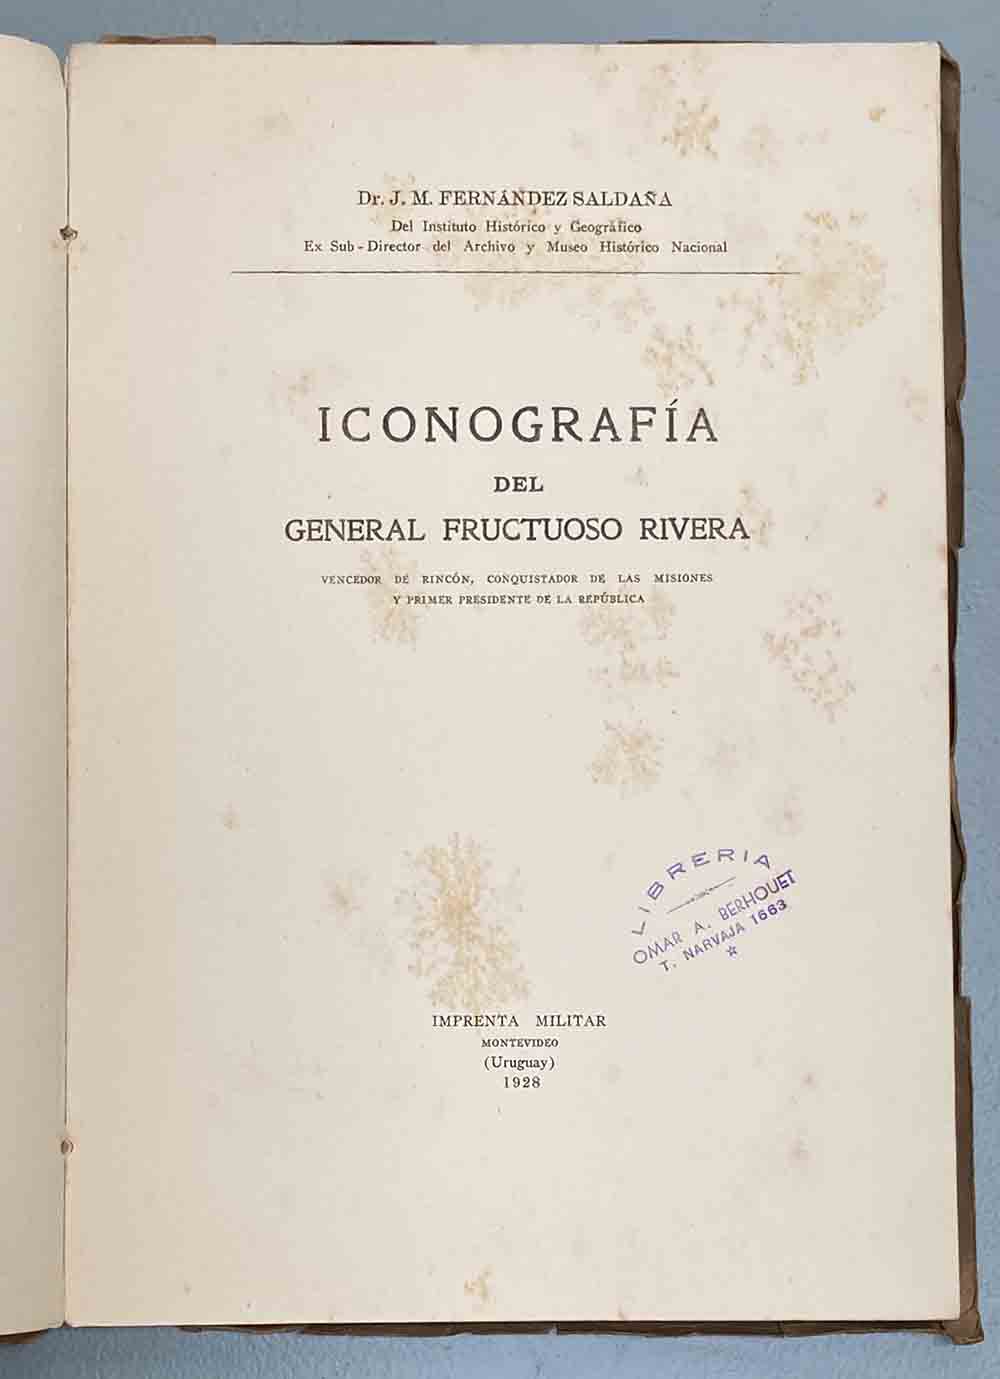 Dr. J. M. FERNÁNDEZ SALDAÑA
Del Instituto Histórico y Geográfico
Ex Sub-Director del Archivo y Museo Histórico Nacional
ICONOGRAFÍA
DEL
GENERAL FRUCTUOSO RIVERA
VENCEDOR DE RINCÓN, CONQUISTADOR DE LAS MISIONES
Y PRIMER PRESIDENTE DE LA REPÚBLICA
LIBRERIA
OMAR A. BERHOUET
T. NARVAJA 1663
IMPRENTA MILITAR
MONTEVIDEO
(Uruguay)
1928